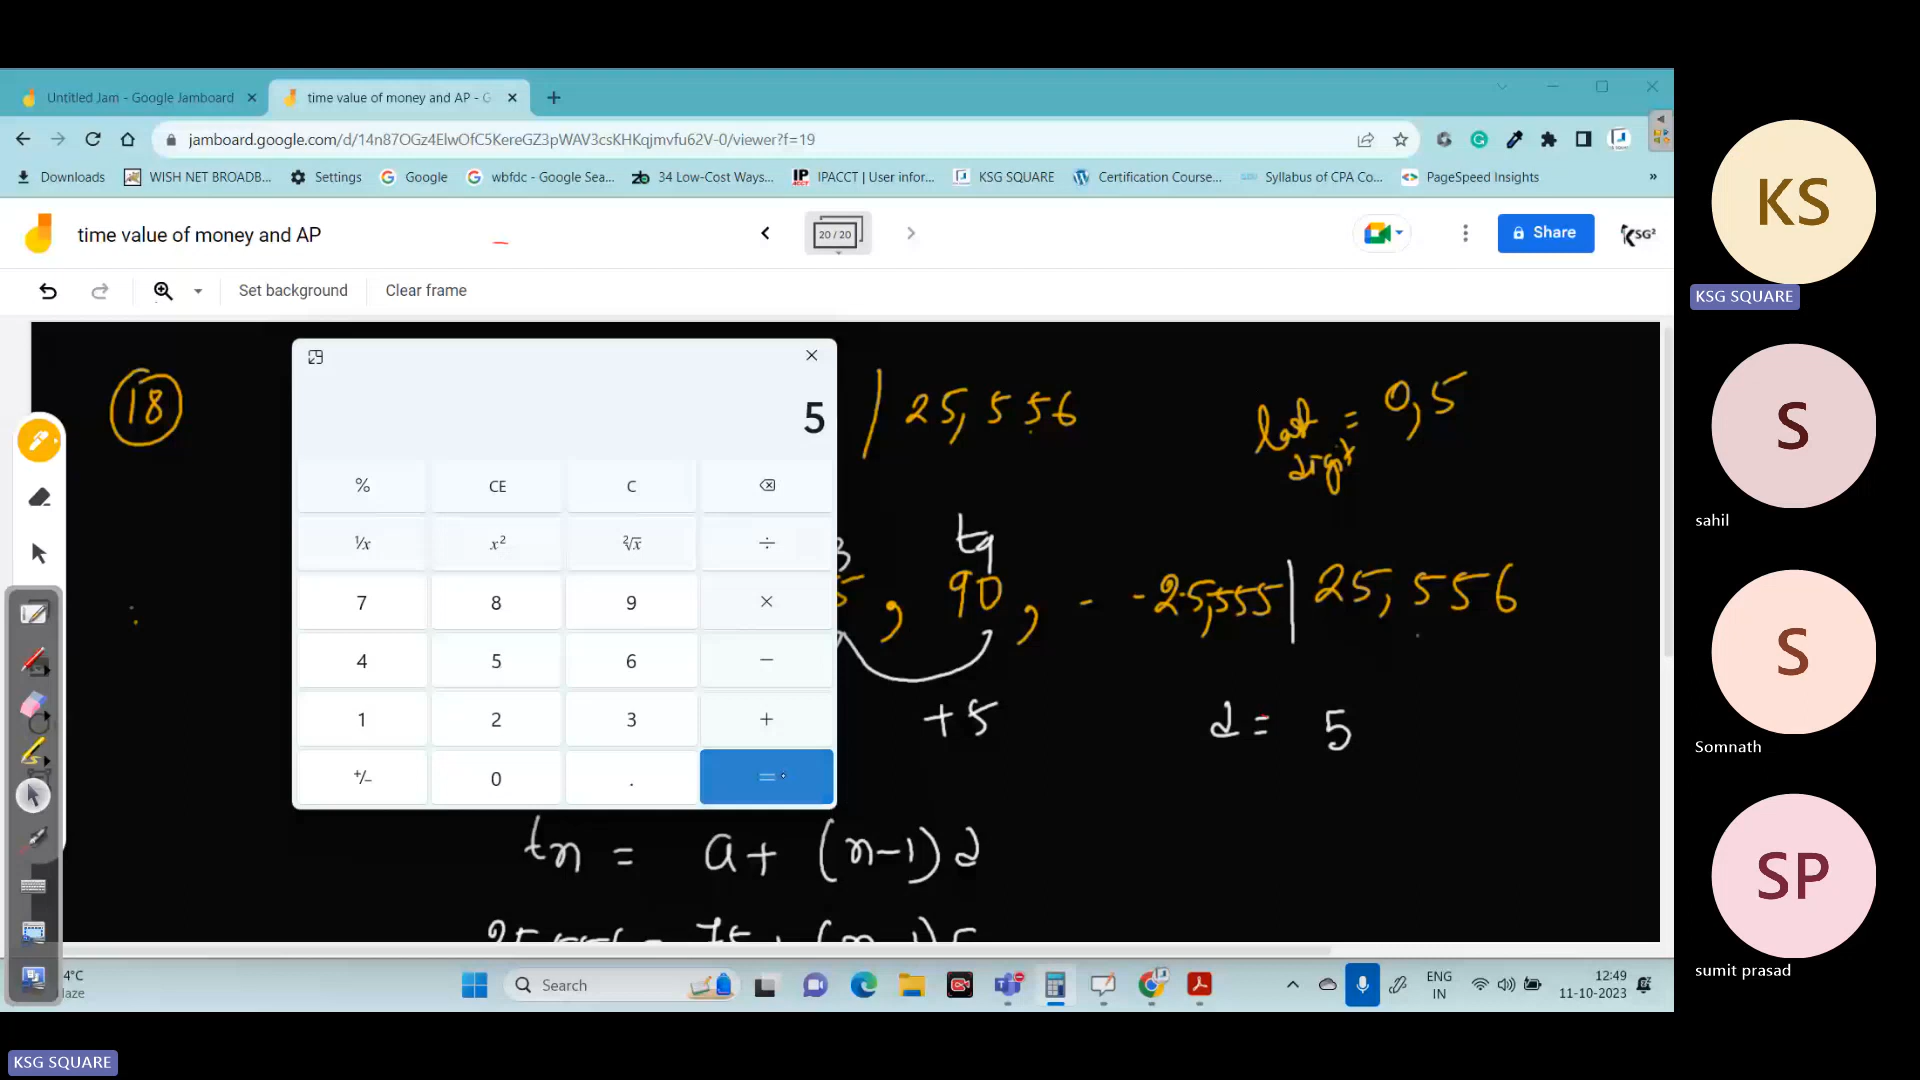 Untitled Jam - Google Jamboard
time value of money and AP - G
jamboard.google.com/d/14n87OGz4ElwOfC5KereGZ3pWAV3csKHKqjmvfu62V-0/viewer?f=19
Downloads WISH NET BROADB... Settings Google wbfdc - Google Sea... 34 Low-Cost Ways... IPACCT | User infor... KSG SQUARE Certification Course... Syllabus of CPA Co... PageSpeed Insights »
time value of money and AP
20 / 20
Share
KSG²
Set background Clear frame
18
5
% CE C
⅟x x² ²√x ÷
7 8 9 ×
4 5 6 −
1 2 3 +
+/− 0 . =
25,556
digit = 0,5
90, - -25,555 | 25,556
+5
d = 5
tn = a + (n-1)d
4°C
Search
ENG
IN
12:49
11-10-2023
KS
KSG SQUARE
S
sahil
S
Somnath
SP
sumit prasad
KSG SQUARE